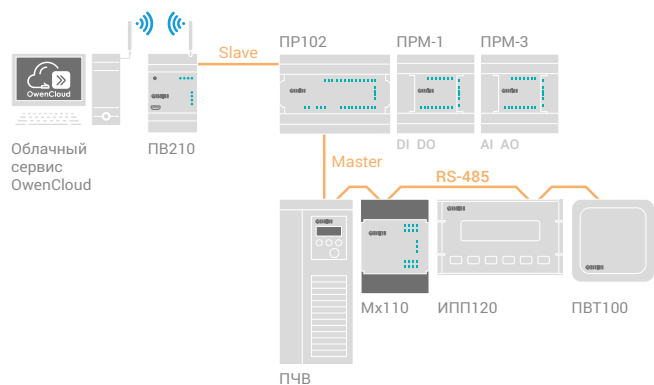 ПР102
ПРМ-1
ПРМ-3
Slave
OwenCloud
DI DO
AI AO
Облачный
сервис
OwenCloud
ПВ210
Master
RS-485
Mx110
ИПП120
ПВТ100
ПЧВ